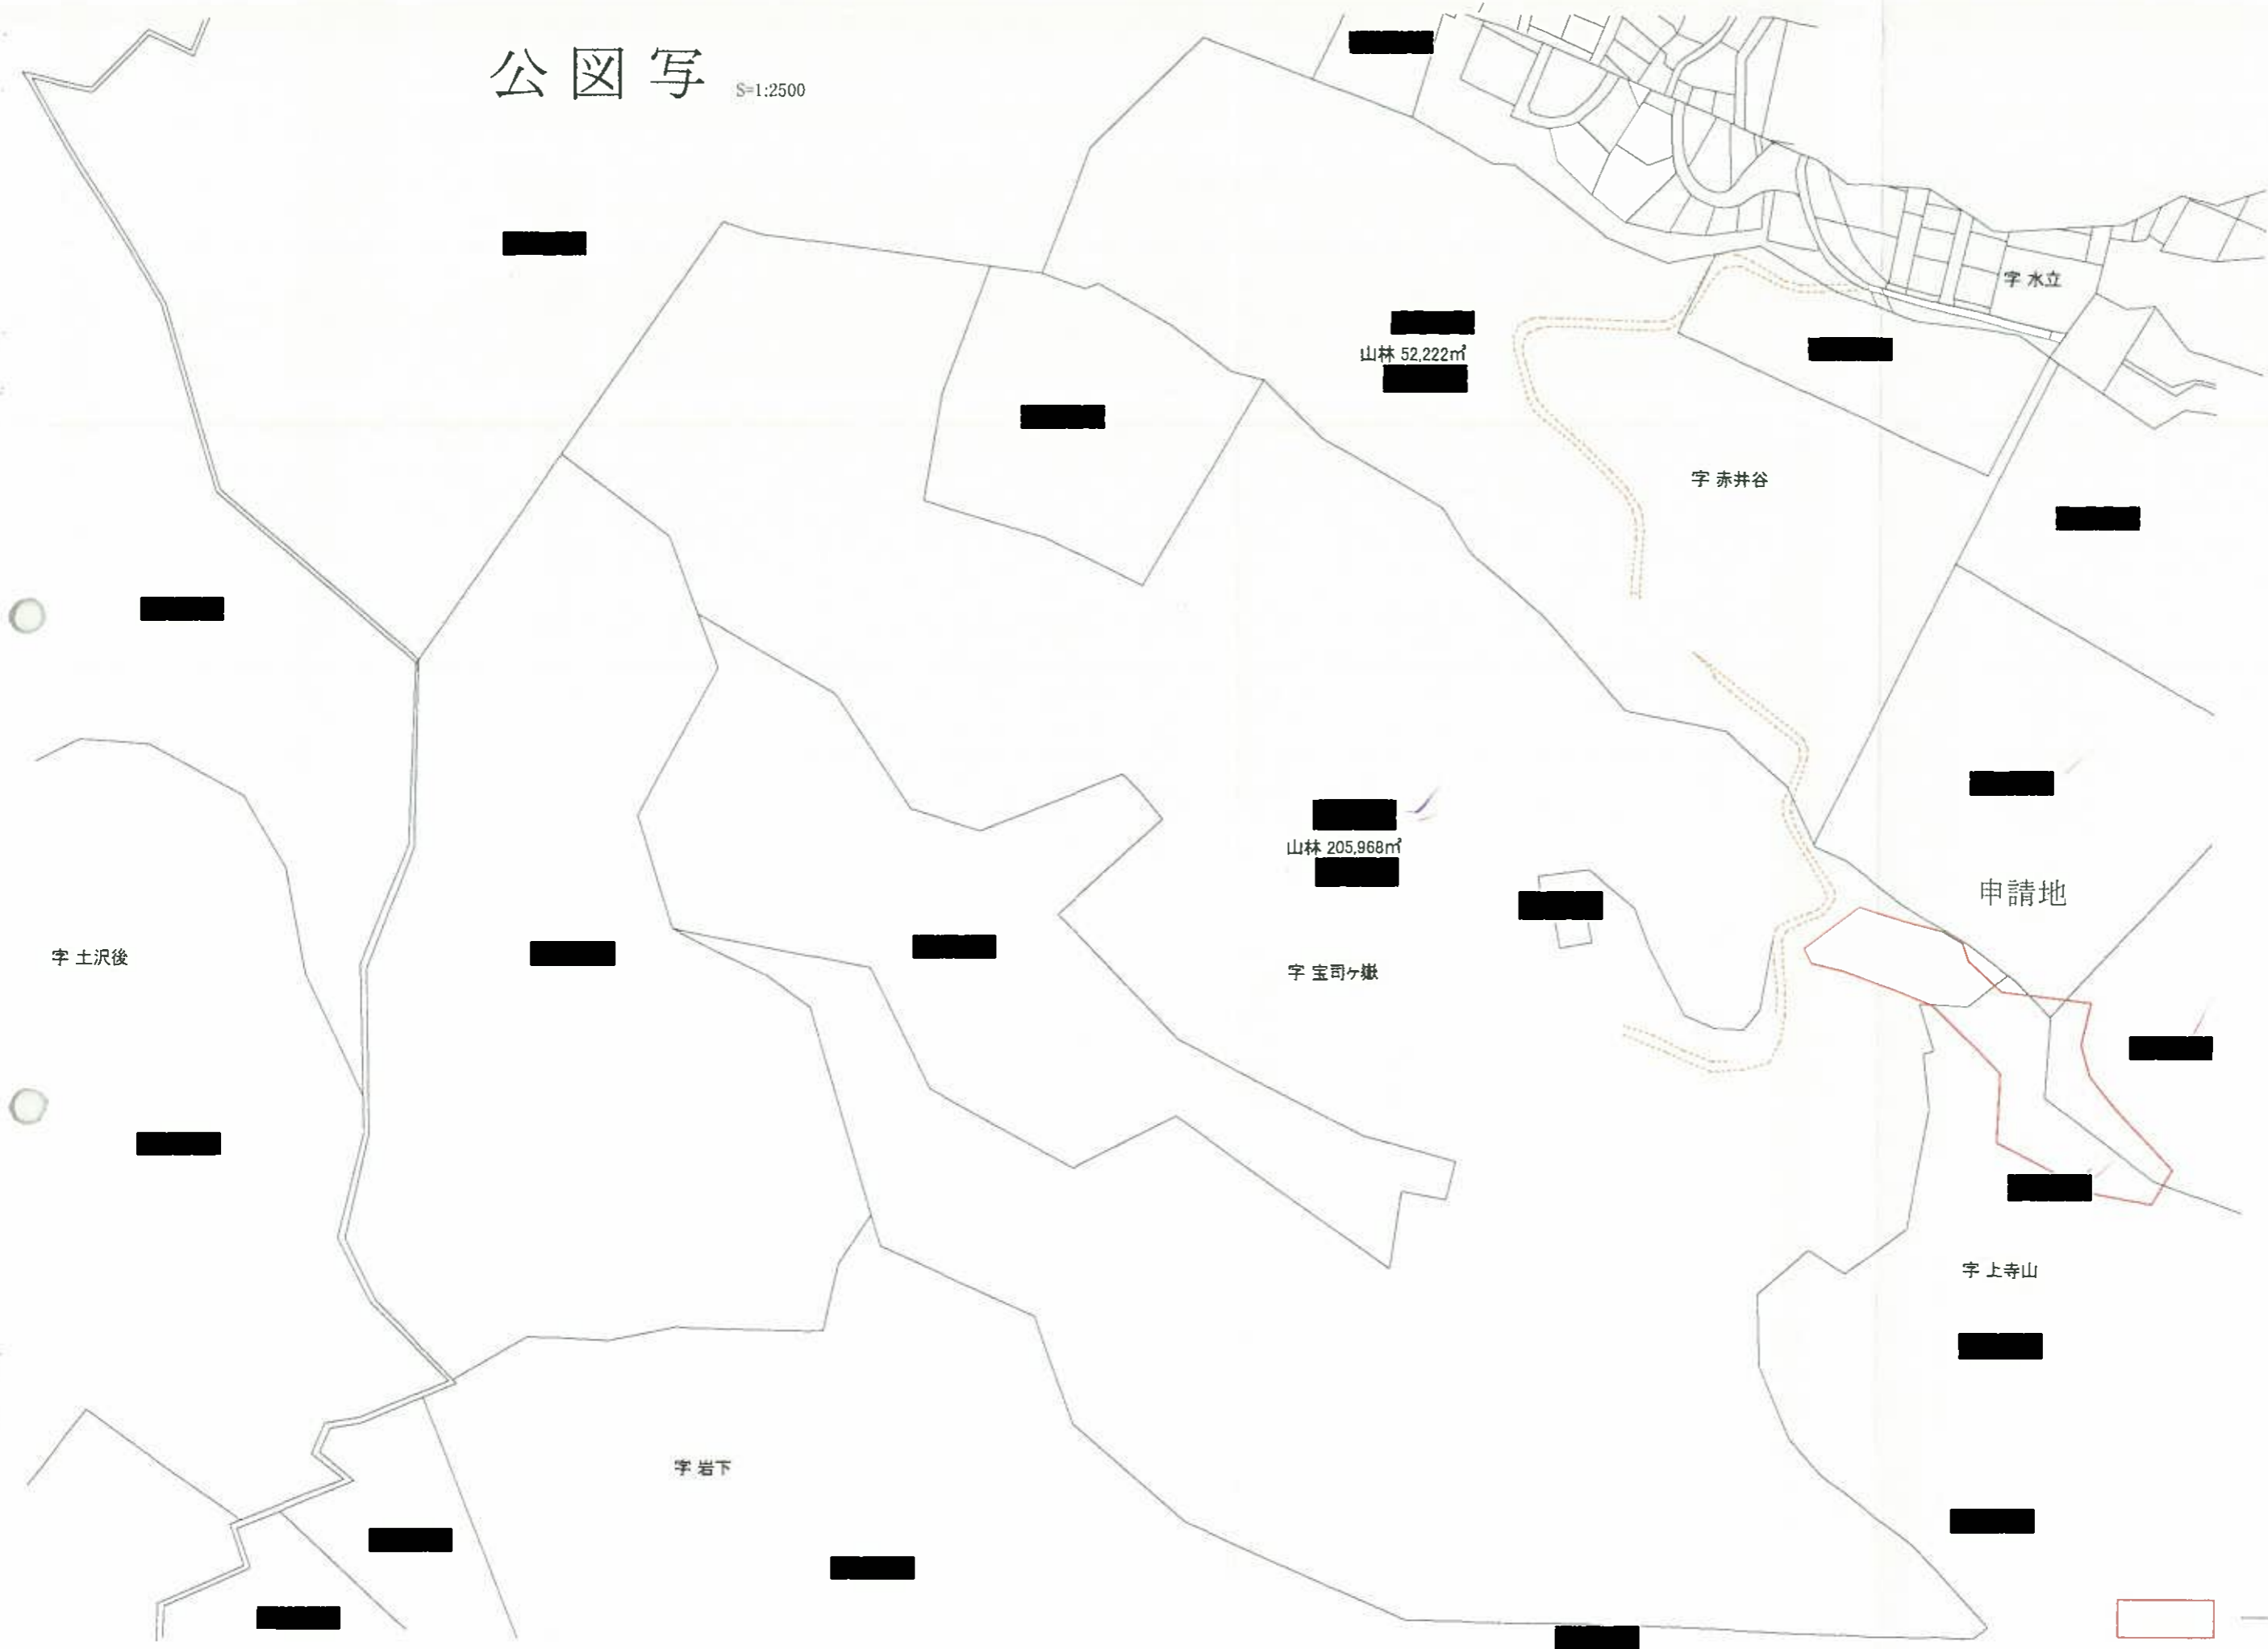 公図写 S=1:2500
字 水立
山林 52,222㎡
字 赤井谷
山林 205,968㎡
申請地
字 土沢後
字 宝司ヶ嶽
字 上寺山
字 岩下